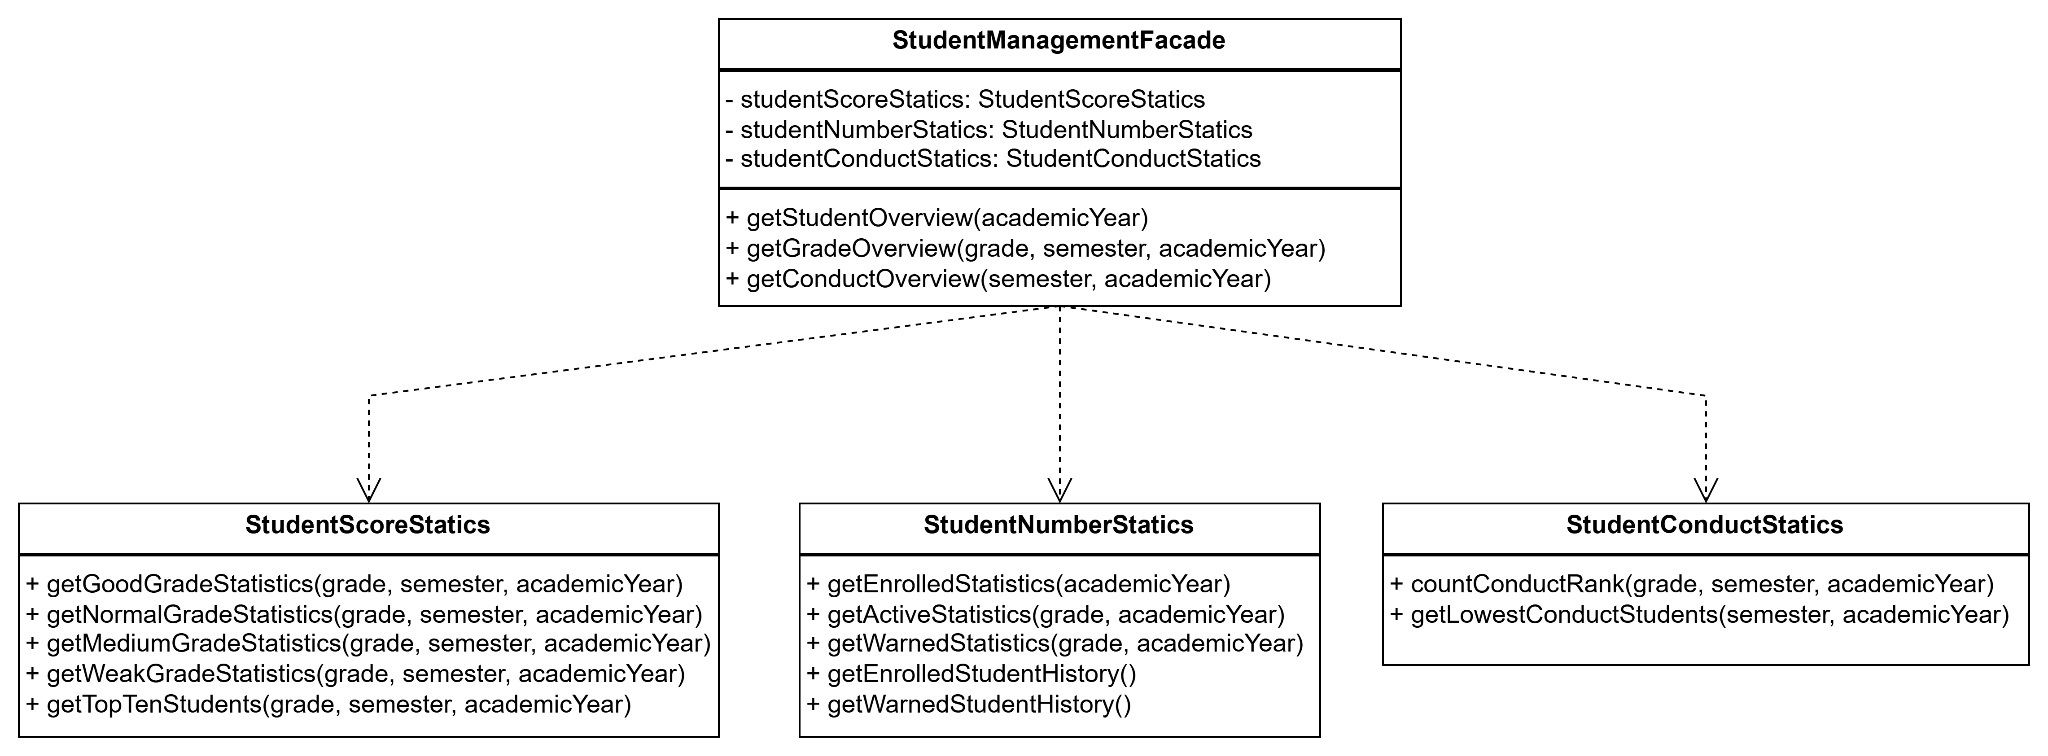 StudentManagementFacade
- studentScoreStatics: StudentScoreStatics
- studentNumberStatics: StudentNumberStatics
- studentConductStatics: StudentConductStatics
+ getStudentOverview(academicYear)
+ getGradeOverview(grade, semester, academicYear)
+ getConductOverview(semester, academicYear)
StudentScoreStatics
+ getGoodGradeStatistics(grade, semester, academicYear)
+ getNormalGradeStatistics(grade, semester, academicYear)
+ getMediumGradeStatistics(grade, semester, academicYear)
+ getWeakGradeStatistics(grade, semester, academicYear)
+ getTopTenStudents(grade, semester, academicYear)
StudentNumberStatics
+ getEnrolledStatistics(academicYear)
+ getActiveStatistics(grade, academicYear)
+ getWarnedStatistics(grade, academicYear)
+ getEnrolledStudentHistory()
+ getWarnedStudentHistory()
StudentConductStatics
+ countConductRank(grade, semester, academicYear)
+ getLowestConductStudents(semester, academicYear)